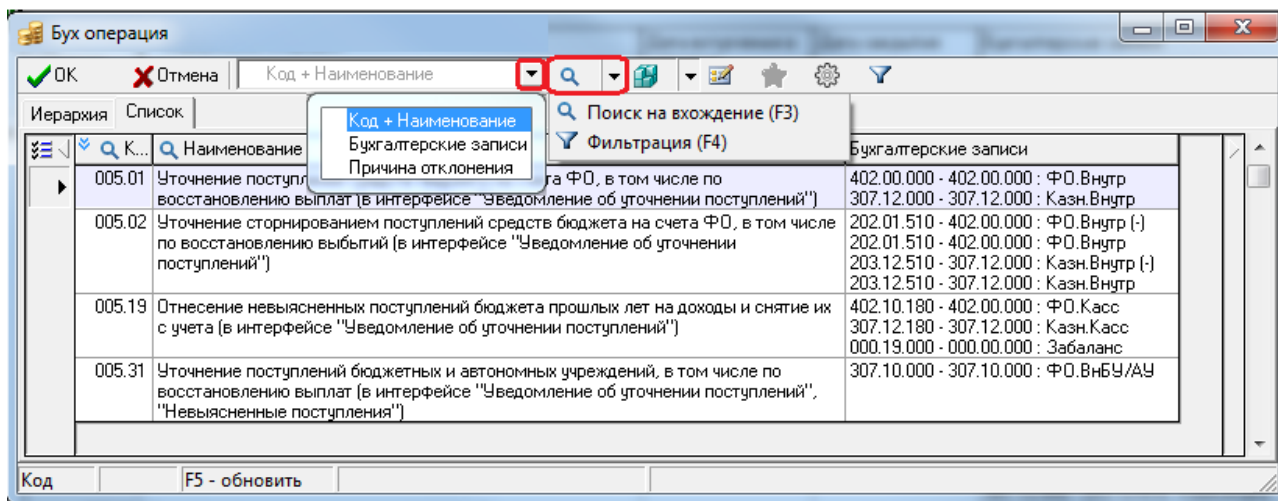 Бух операция
ОК Отмена Код + Наименование
Иерархия Список
Код + Наименование
Бухгалтерские записи
Причина отклонения
Поиск на вхождение (F3)
Фильтрация (F4)
К... Наименование Бухгалтерские записи
005.01 Уточнение поступл та ФО, в том числе по
восстановлению выплат (в интерфейсе "Уведомление об уточнении поступлений")
402.00.000 - 402.00.000 : ФО.Внутр
307.12.000 - 307.12.000 : Казн.Внутр
005.02 Уточнение сторнированием поступлений средств бюджета на счета ФО, в том числе
по восстановлению выбытий (в интерфейсе "Уведомление об уточнении
поступлений")
202.01.510 - 402.00.000 : ФО.Внутр (-)
202.01.510 - 402.00.000 : ФО.Внутр
203.12.510 - 307.12.000 : Казн.Внутр (-)
203.12.510 - 307.12.000 : Казн.Внутр
005.19 Отнесение невыясненных поступлений бюджета прошлых лет на доходы и снятие их
с учета (в интерфейсе "Уведомление об уточнении поступлений")
402.10.180 - 402.00.000 : ФО.Касс
307.12.180 - 307.12.000 : Казн.Касс
000.19.000 - 000.00.000 : Забаланс
005.31 Уточнение поступлений бюджетных и автономных учреждений, в том числе по
восстановлению выплат (в интерфейсе "Уведомление об уточнении поступлений",
"Невыясненные поступления")
307.10.000 - 307.10.000 : ФО.ВнБУ/АУ
Код F5 - обновить